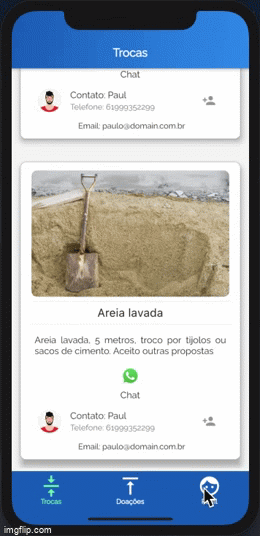 Trocas
Chat
Contato: Paul
Telefone: 61999352299
Email: paulo@domain.com.br
Areia lavada
Areia lavada, 5 metros, troco por tijolos ou
sacos de cimento. Aceito outras propostas
Chat
Contato: Paul
Telefone: 61999352299
Email: paulo@domain.com.br
Trocas
Doações
imgflip.com